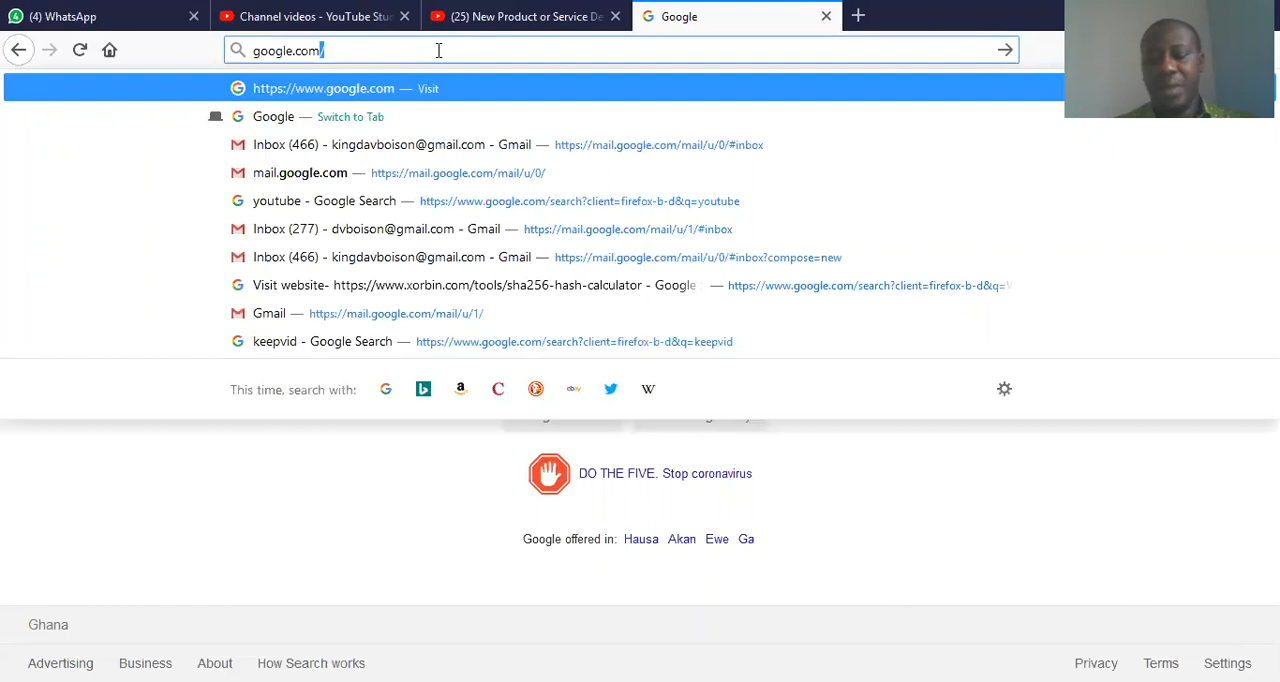 (4) WhatsApp
Channel videos - YouTube Stu
(25) New Product or Service De
Google
google.com/
https://www.google.com — Visit
Google — Switch to Tab
Inbox (466) - kingdavboison@gmail.com - Gmail — https://mail.google.com/mail/u/0/#inbox
mail.google.com — https://mail.google.com/mail/u/0/
youtube - Google Search — https://www.google.com/search?client=firefox-b-d&q=youtube
Inbox (277) - dvboison@gmail.com - Gmail — https://mail.google.com/mail/u/1/#inbox
Inbox (466) - kingdavboison@gmail.com - Gmail — https://mail.google.com/mail/u/0/#inbox?compose=new
Visit website- https://www.xorbin.com/tools/sha256-hash-calculator - Google — https://www.google.com/search?client=firefox-b-d&q=V
Gmail — https://mail.google.com/mail/u/1/
keepvid - Google Search — https://www.google.com/search?client=firefox-b-d&q=keepvid
This time, search with:
DO THE FIVE. Stop coronavirus
Google offered in: Hausa Akan Ewe Ga
Ghana
Advertising Business About How Search works Privacy Terms Settings